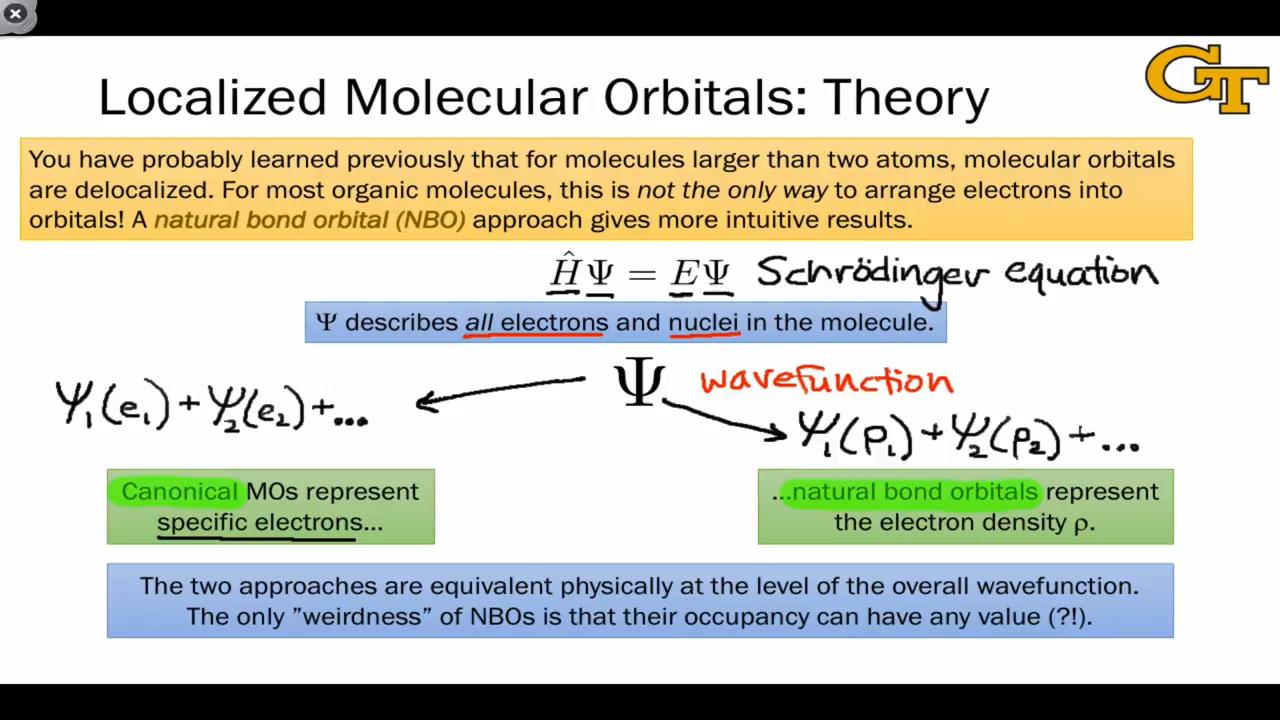 GT
Localized Molecular Orbitals: Theory
You have probably learned previously that for molecules larger than two atoms, molecular orbitals
are delocalized. For most organic molecules, this is not the only way to arrange electrons into
orbitals! A natural bond orbital (NBO) approach gives more intuitive results.
ĤΨ = EΨ Schrödinger equation
Ψ describes all electrons and nuclei in the molecule.
Ψ wavefunction
Ψ₁(e₁) + Ψ₂(e₂) + ...
Ψ₁(ρ₁) + Ψ₂(ρ₂) + ...
Canonical MOs represent
specific electrons...
...natural bond orbitals represent
the electron density ρ.
The two approaches are equivalent physically at the level of the overall wavefunction.
The only ”weirdness” of NBOs is that their occupancy can have any value (?!).